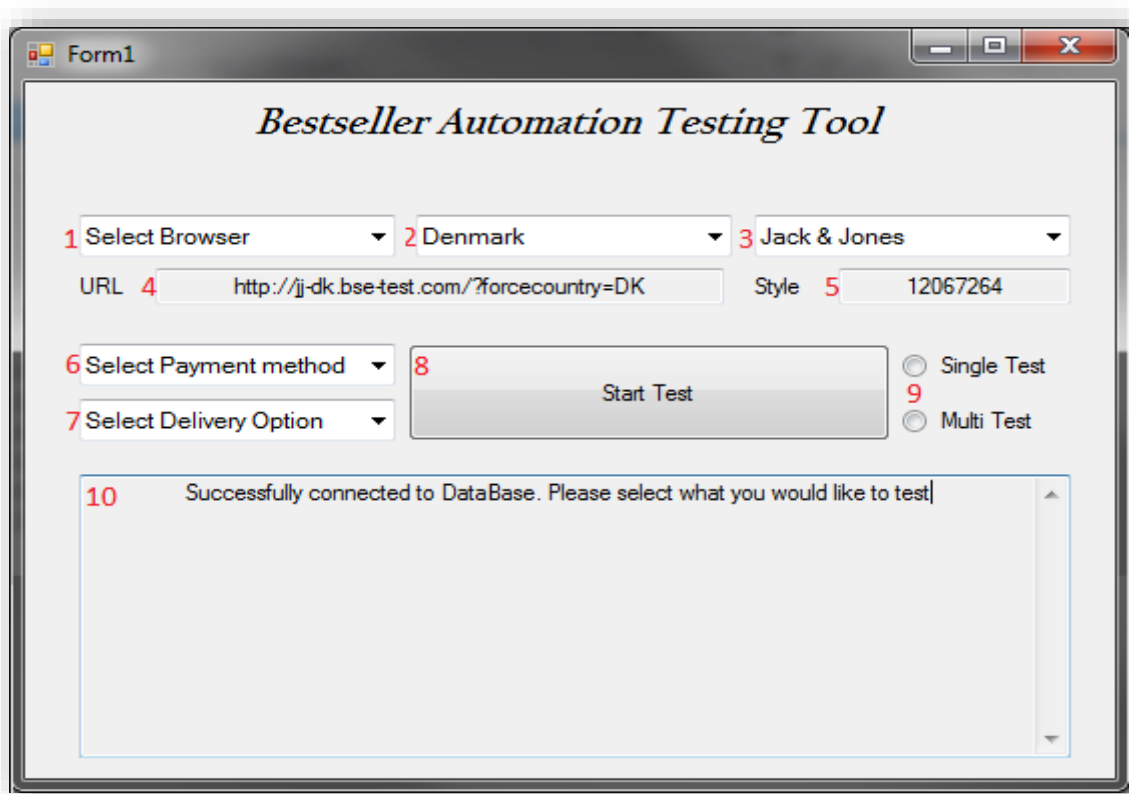 Form1
Bestseller Automation Testing Tool
1 Select Browser 2 Denmark 3 Jack & Jones
URL 4 http://jj-dk.bse-test.com/?forcecountry=DK Style 5 12067264
6 Select Payment method 8 Start Test Single Test
9
7 Select Delivery Option Multi Test
10 Successfully connected to DataBase. Please select what you would like to test